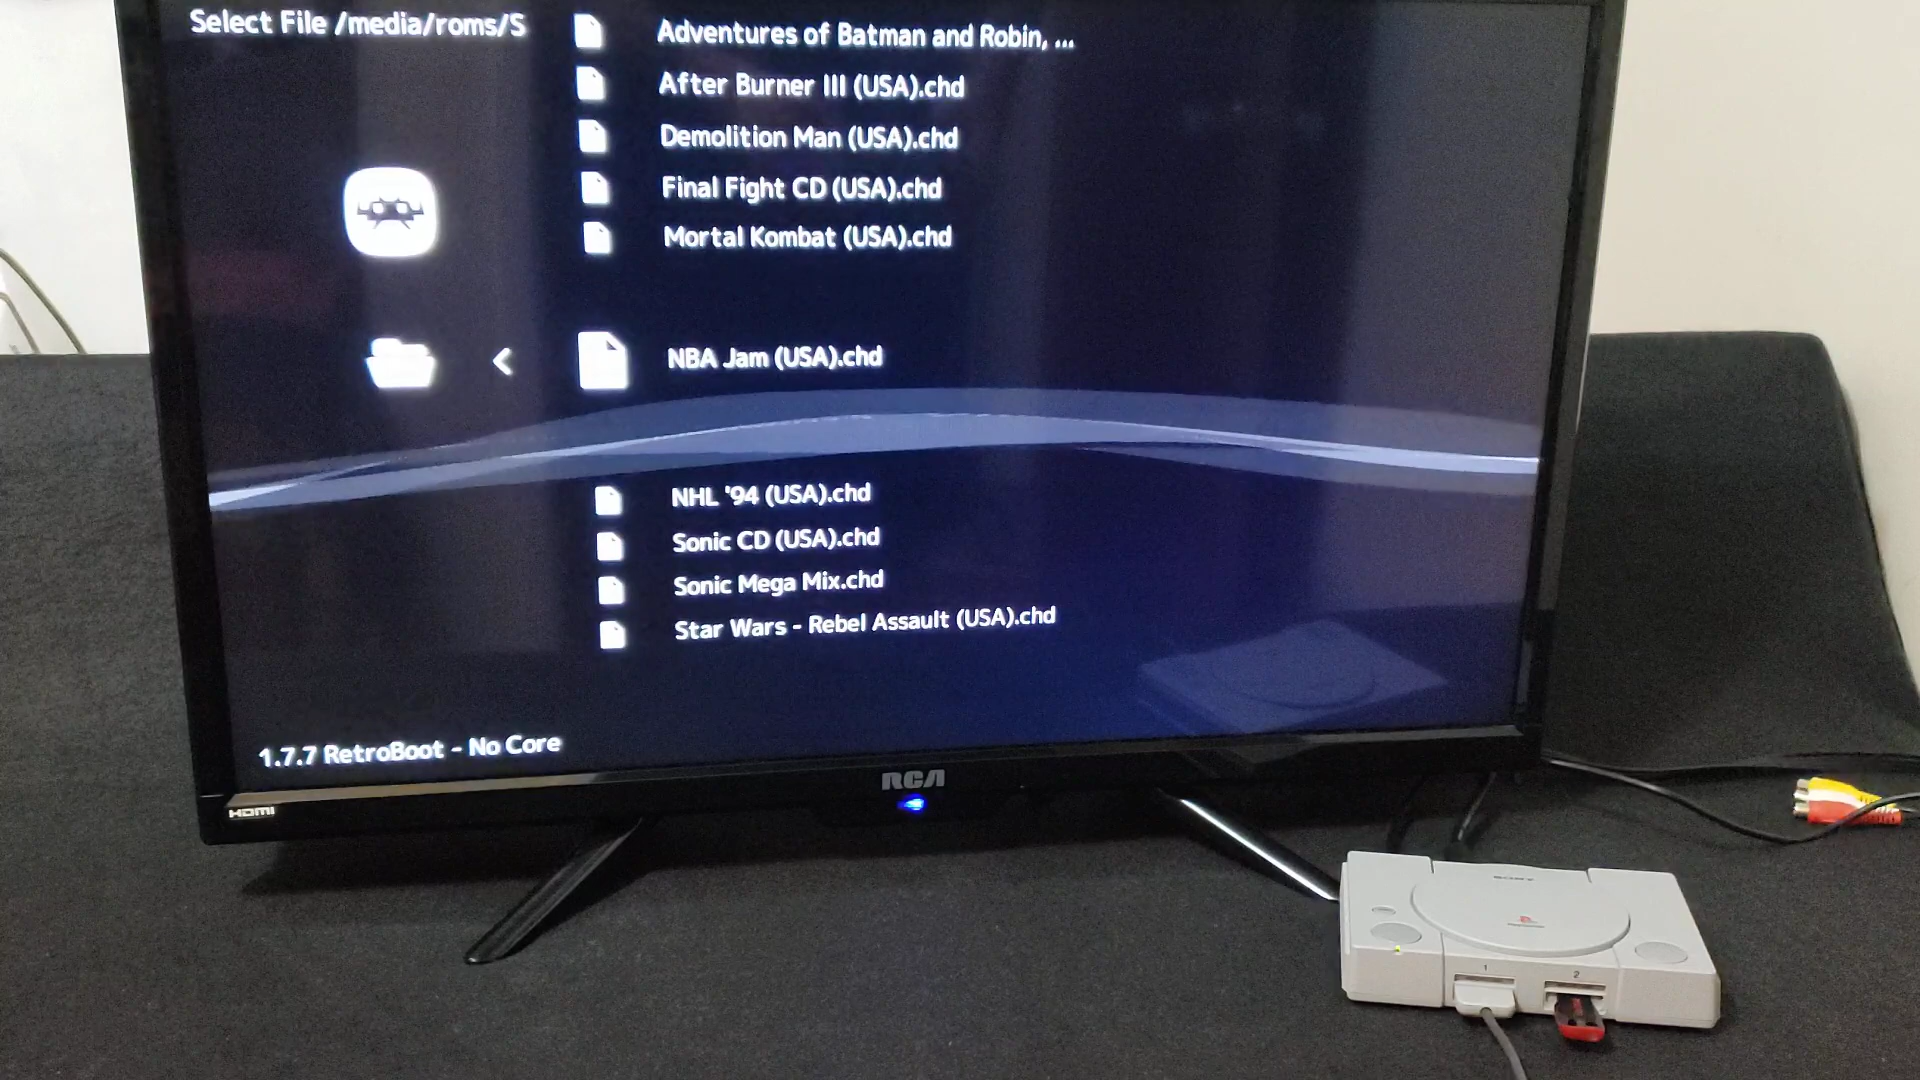 Select File /media/roms/S
Adventures of Batman and Robin, ...
After Burner III (USA).chd
Demolition Man (USA).chd
Final Fight CD (USA).chd
Mortal Kombat (USA).chd
NBA Jam (USA).chd
NHL '94 (USA).chd
Sonic CD (USA).chd
Sonic Mega Mix.chd
Star Wars - Rebel Assault (USA).chd
1.7.7 RetroBoot - No Core
RCA
HDMI
SONY
1
2